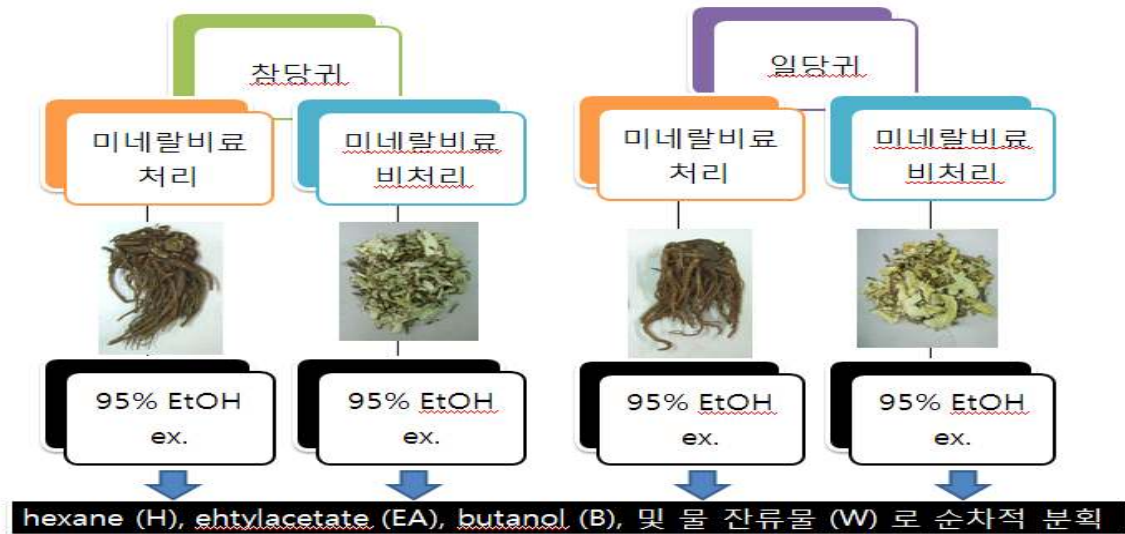 참당귀
일당귀
미네랄비료
처리
미네랄비료
비처리
미네랄비료
처리
미네랄비료
비처리
95% EtOH
ex.
95% EtOH
ex.
95% EtOH
ex.
95% EtOH
ex.
hexane (H), ehtylacetate (EA), butanol (B), 및 물 잔류물 (W) 로 순차적 분획